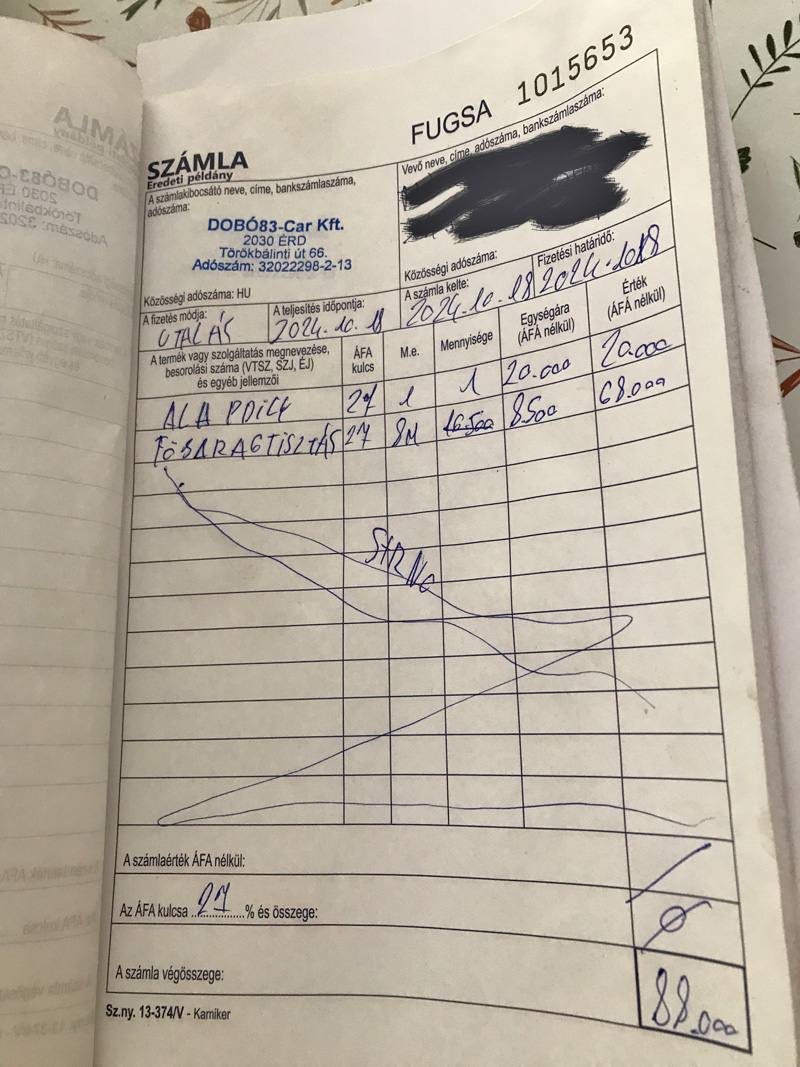 FUGSA 1015653
SZÁMLA
Eredeti példány
A számlakibocsátó neve, címe, bankszámlaszáma,
adószáma:
DOBÓ83-Car Kft.
2030 ÉRD
Törökbálinti út 66.
Adószám: 32022298-2-13
Közösségi adószáma: HU
Vevő neve, címe, adószáma, bankszámlaszáma:
Közösségi adószáma:
A fizetés módja:
UTALÁS
A teljesítés időpontja:
2024.10.18
A számla kelte:
2024.10.18
Fizetési határidő:
2024.1018
A termék vagy szolgáltatás megnevezése,
besorolási száma (VTSZ, SZJ, ÉJ)
és egyéb jellemzői
ÁFA
kulcs
M.e.
Mennyisége
Egységára
(ÁFA nélkül)
Érték
(ÁFA nélkül)
ALAPDÍJ 27 1 1 20.000 20.000
27 8M 16.500 8500 68.000
A számlaérték ÁFA nélkül:
Az ÁFA kulcsa 27 % és összege:
A számla végösszege:
88.000
Sz.ny. 13-374/V - Karniker